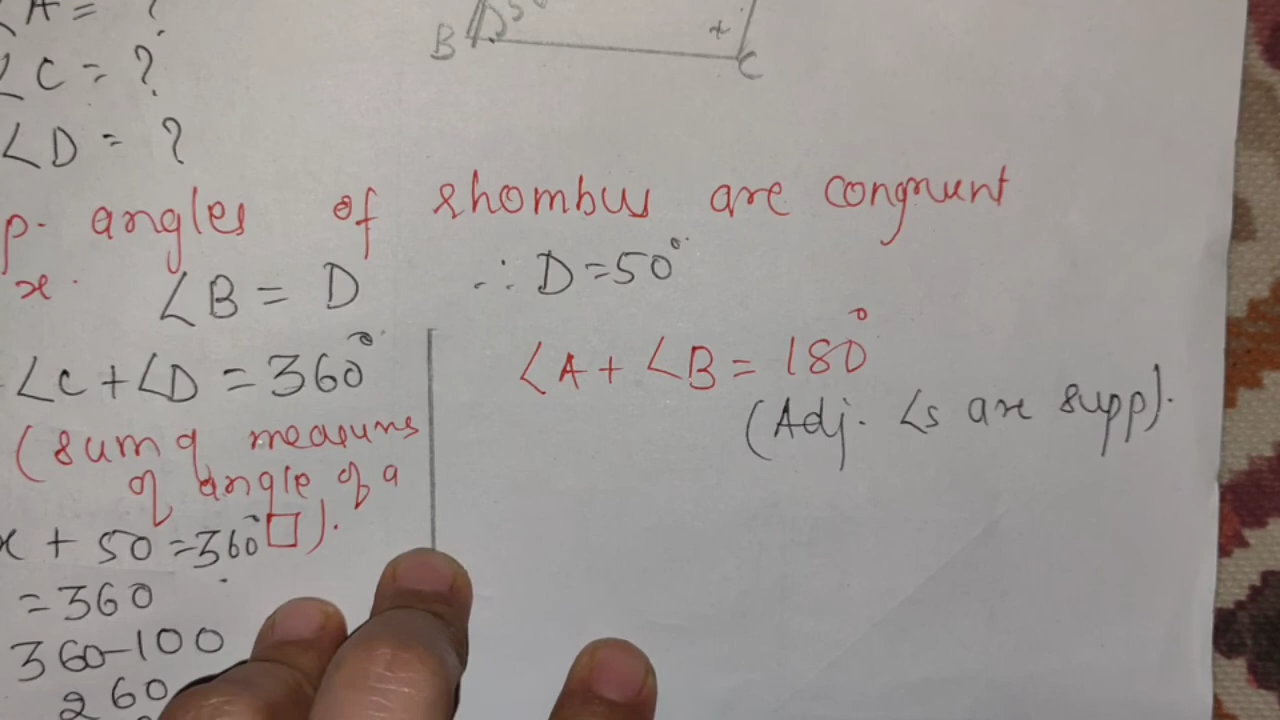 ∠A = ?
B 50 + C
∠C = ?
∠D = ?
p. angles of rhombus are congruent
x.
∠B = D ∴ D = 50°
∠C + ∠D = 360°
(sum of measures
of angle of a
□).
x + 50 = 360°
= 360
360 - 100
260
∠A + ∠B = 180°
(Adj. ∠s are supp).